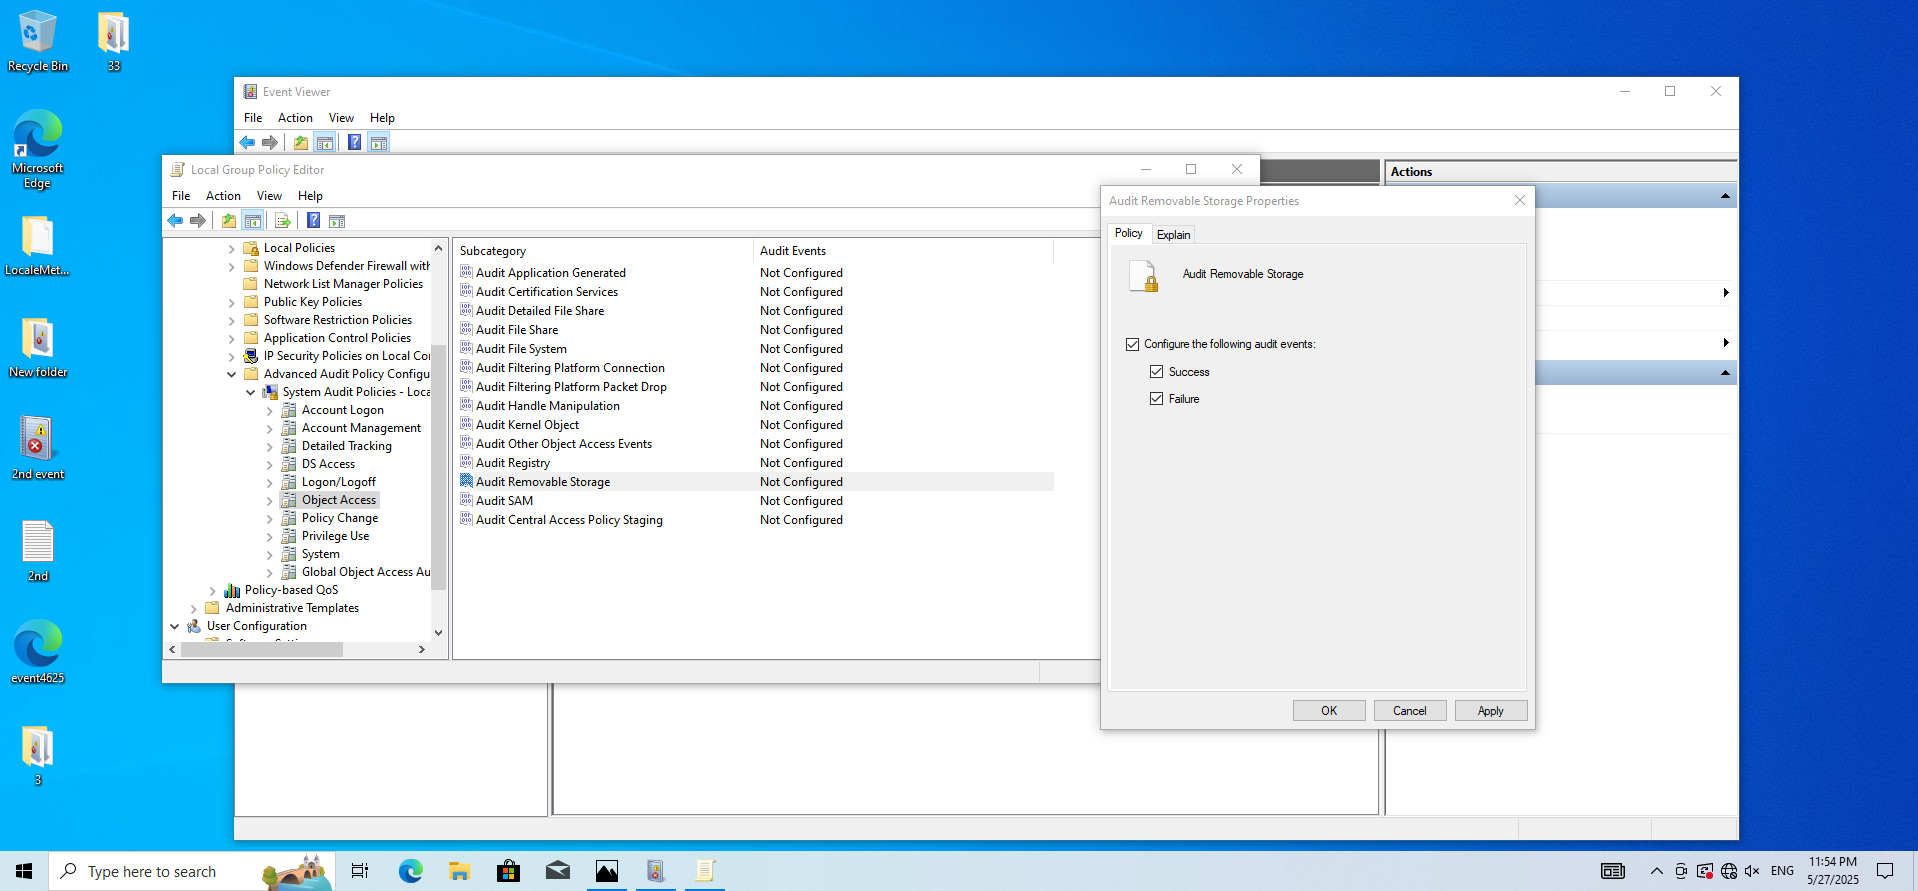 Recycle Bin
33
Microsoft
Edge
LocaleMet...
New folder
2nd event
2nd
event4625
3
Event Viewer
File Action View Help
Local Group Policy Editor
File Action View Help
Local Policies
Windows Defender Firewall with
Network List Manager Policies
Public Key Policies
Software Restriction Policies
Application Control Policies
IP Security Policies on Local Co
Advanced Audit Policy Configu
System Audit Policies - Loca
Account Logon
Account Management
Detailed Tracking
DS Access
Logon/Logoff
Object Access
Policy Change
Privilege Use
System
Global Object Access Au
Policy-based QoS
Administrative Templates
User Configuration
Subcategory Audit Events
Audit Application Generated Not Configured
Audit Certification Services Not Configured
Audit Detailed File Share Not Configured
Audit File Share Not Configured
Audit File System Not Configured
Audit Filtering Platform Connection Not Configured
Audit Filtering Platform Packet Drop Not Configured
Audit Handle Manipulation Not Configured
Audit Kernel Object Not Configured
Audit Other Object Access Events Not Configured
Audit Registry Not Configured
Audit Removable Storage Not Configured
Audit SAM Not Configured
Audit Central Access Policy Staging Not Configured
Actions
Audit Removable Storage Properties
Policy Explain
Audit Removable Storage
Configure the following audit events:
Success
Failure
OK Cancel Apply
Type here to search
ENG
11:54 PM
5/27/2025